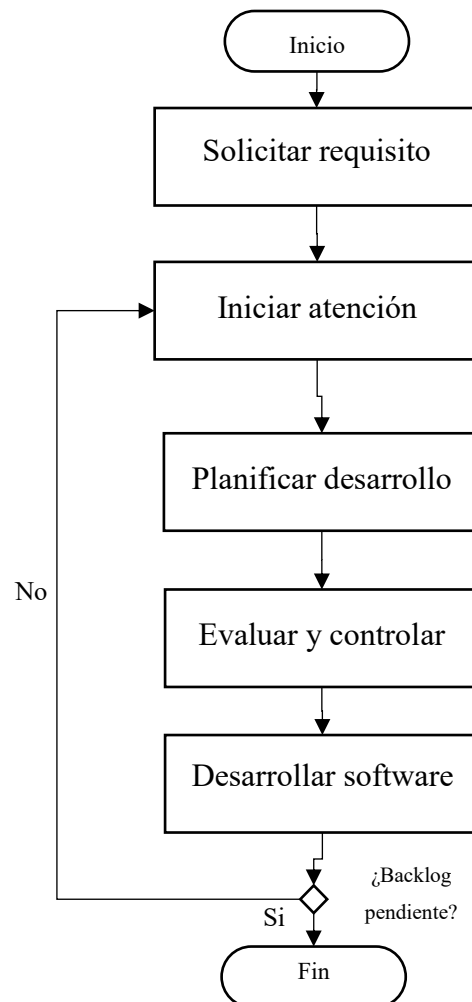 Inicio
Solicitar requisito
Iniciar atención
Planificar desarrollo
No
Evaluar y controlar
Desarrollar software
¿Backlog
pendiente?
Si
Fin